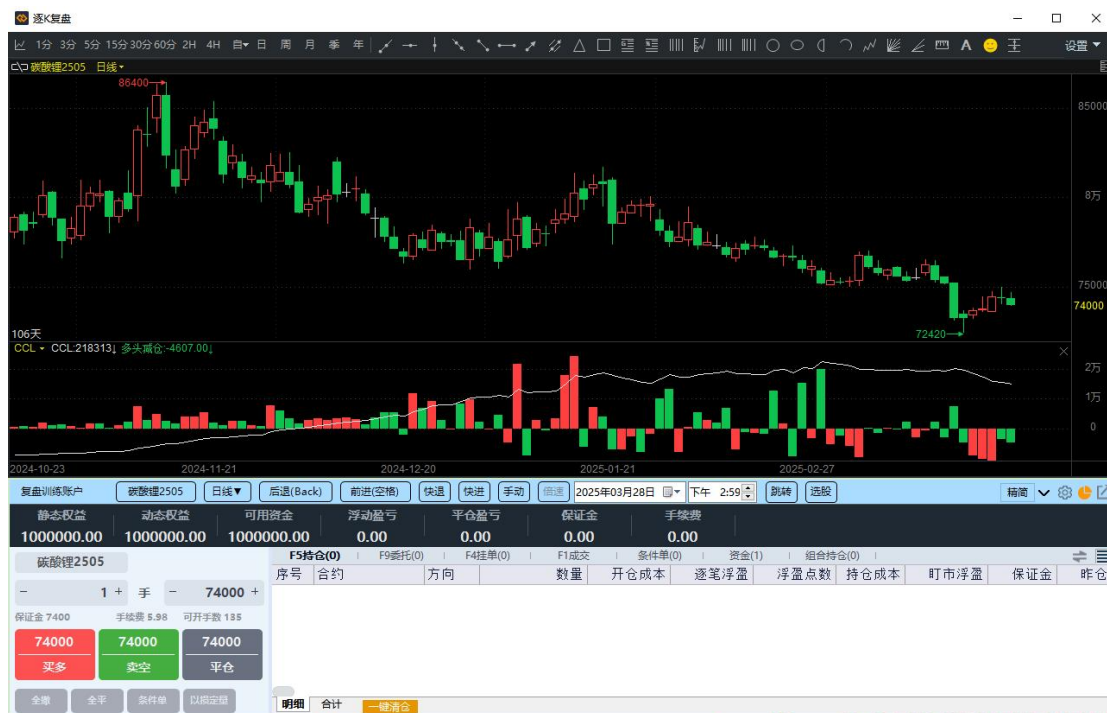 逐K复盘
1分 3分 5分 15分 30分 60分 2H 4H 自▾ 日 周 月 季 年 A 王 设置 ▼
碳酸锂2505 日线
86400
85000
8万
75000
74000
72420
106天
CCL CCL:218313↓ 多头减仓:-4607.00↓
2万
1万
0
2024-10-23 2024-11-21 2024-12-20 2025-01-21 2025-02-27
复盘训练账户 碳酸锂2505 日线▼ 后退(Back) 前进(空格) 快退 快进 手动 倍速 2025年03月28日 下午 2:59 跳转 选股 精简
静态权益 动态权益 可用资金 浮动盈亏 平仓盈亏 保证金 手续费
1000000.00 1000000.00 1000000.00 0.00 0.00 0.00 0.00
碳酸锂2505 F5持仓(0) F9委托(0) F4挂单(0) F1成交 条件单(0) 资金(1) 组合持仓(0)
序号 合约 方向 数量 开仓成本 逐笔浮盈 浮盈点数 持仓成本 盯市浮盈 保证金 昨仓
− 1 + 手 − 74000 +
保证金 7400 手续费 5.98 可开手数 135
74000 74000 74000
买多 卖空 平仓
全撤 全平 条件单 以损定量
明细 合计 一键清仓